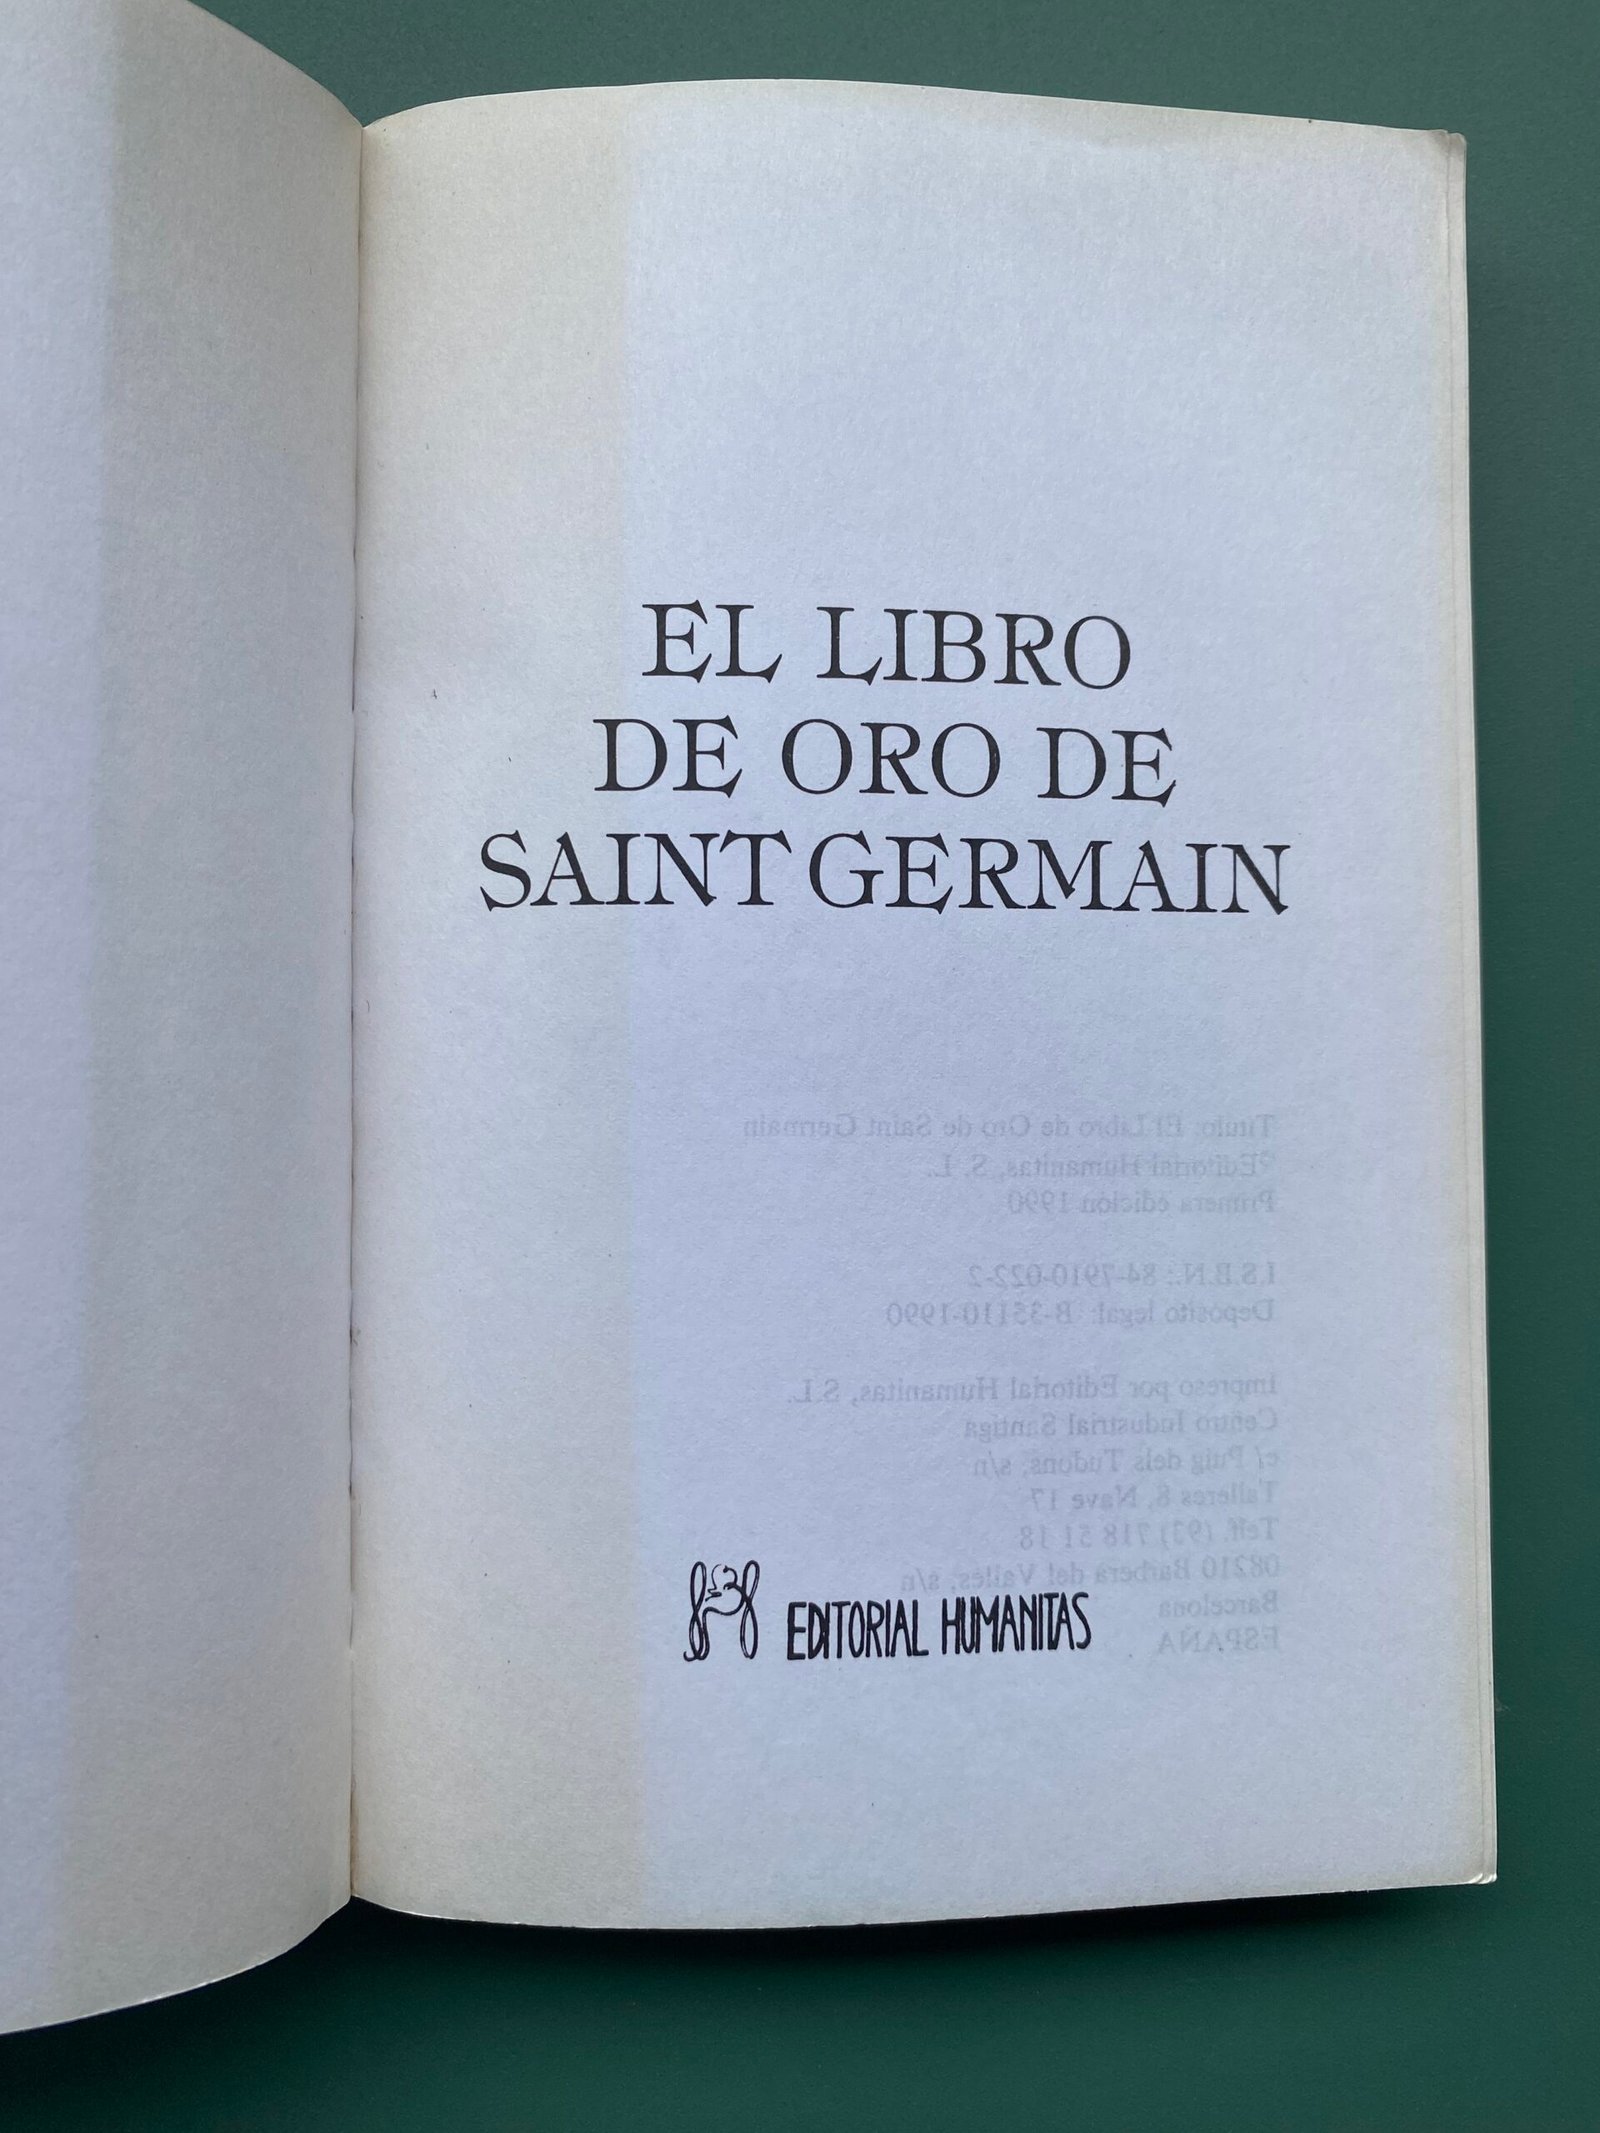 EL LIBRO
DE ORO DE
SAINT GERMAIN
Titulo: El Libro de Oro de Saint Germain
©Editorial Humanitas, S. L.
Primera edición 1990
I.S.B.N.: 84-7910-022-2
Depósito legal: B-35110-1990
Impreso por Editorial Humanitas, S.L.
Centro Industrial Santiga
c/ Puig dels Tudons, s/n
Talleres 8, Nave 17
Telf. (93) 718 51 18
08210 Barberà del Vallès, s/n
Barcelona
ESPAÑA
EDITORIAL HUMANITAS